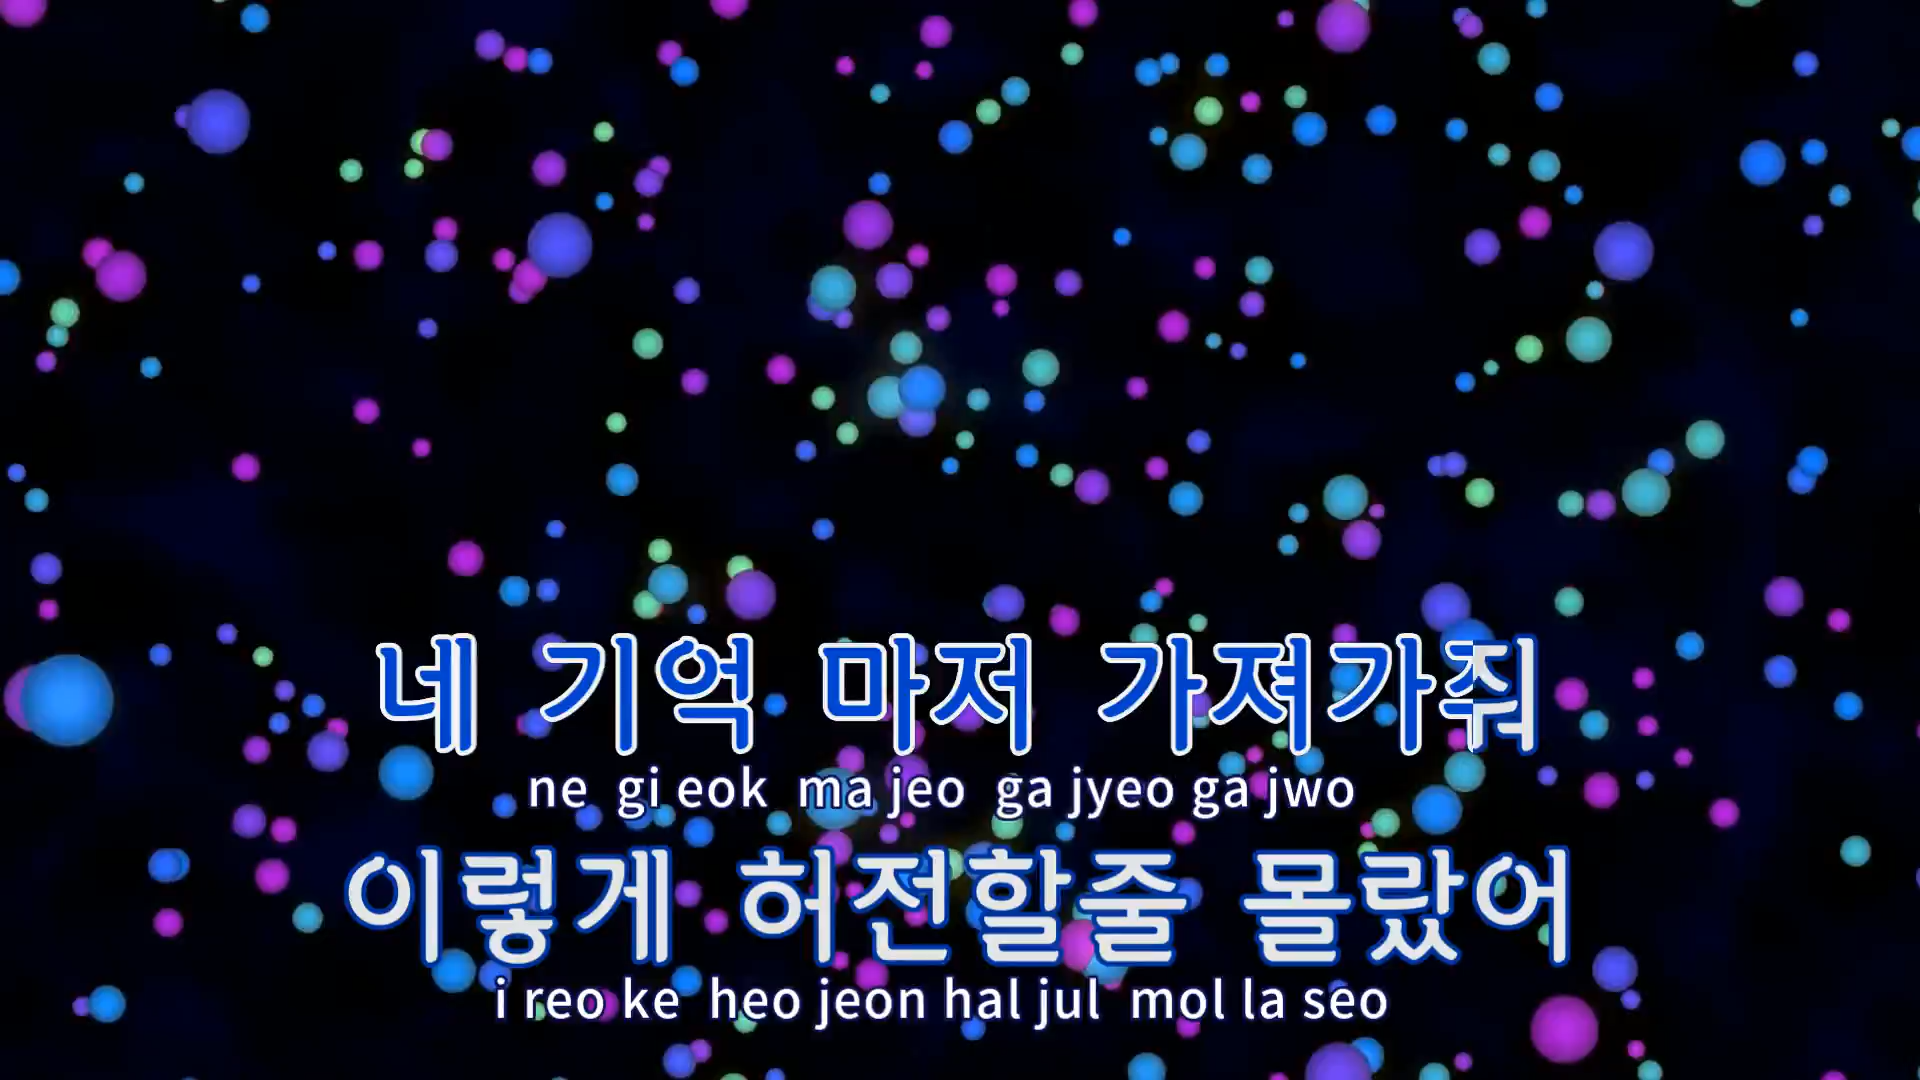 네 기억 마저 가져가줘
ne gi eok ma jeo ga jyeo ga jwo
이렇게 허전할줄 몰랐어
i reo ke heo jeon hal jul mol la seo